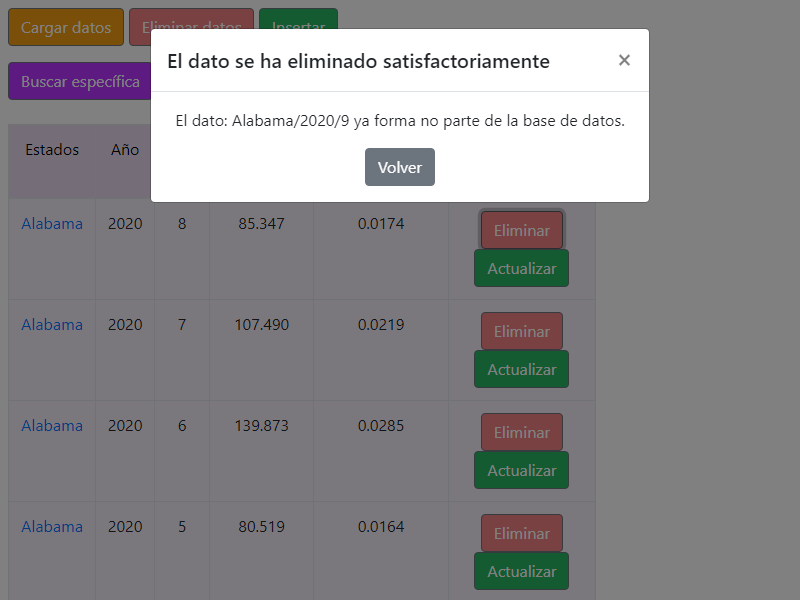 Cargar datos Eliminar datos Insertar
El dato se ha eliminado satisfactoriamente ×
Buscar específica
El dato: Alabama/2020/9 ya forma no parte de la base de datos.
Estados Año
Volver
Alabama 2020 8 85.347 0.0174 Eliminar
Actualizar
Alabama 2020 7 107.490 0.0219 Eliminar
Actualizar
Alabama 2020 6 139.873 0.0285 Eliminar
Actualizar
Alabama 2020 5 80.519 0.0164 Eliminar
Actualizar